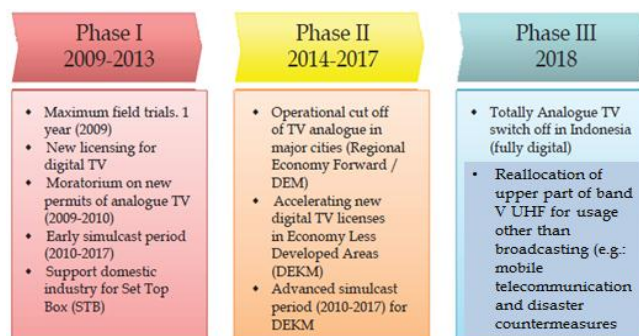 Phase I
2009-2013
Maximum field trials. 1
year (2009)
New licensing for
digital TV
Moratorium on new
permits of analogue TV
(2009-2010)
Early simulcast period
(2010-2017)
Support domestic
industry for Set Top
Box (STB)
Phase II
2014-2017
Operational cut off
of TV analogue in
major cities (Regional
Economy Forward /
DEM)
Accelerating new
digital TV licenses
in Economy Less
Developed Areas
(DEKM)
Advanced simulcast
period (2010-2017) for
DEKM
Phase III
2018
Totally Analogue TV
switch off in Indonesia
(fully digital)
Reallocation of
upper part of band
V UHF for usage
other than
broadcasting (e.g.:
mobile
telecommunication
and disaster
countermeasures